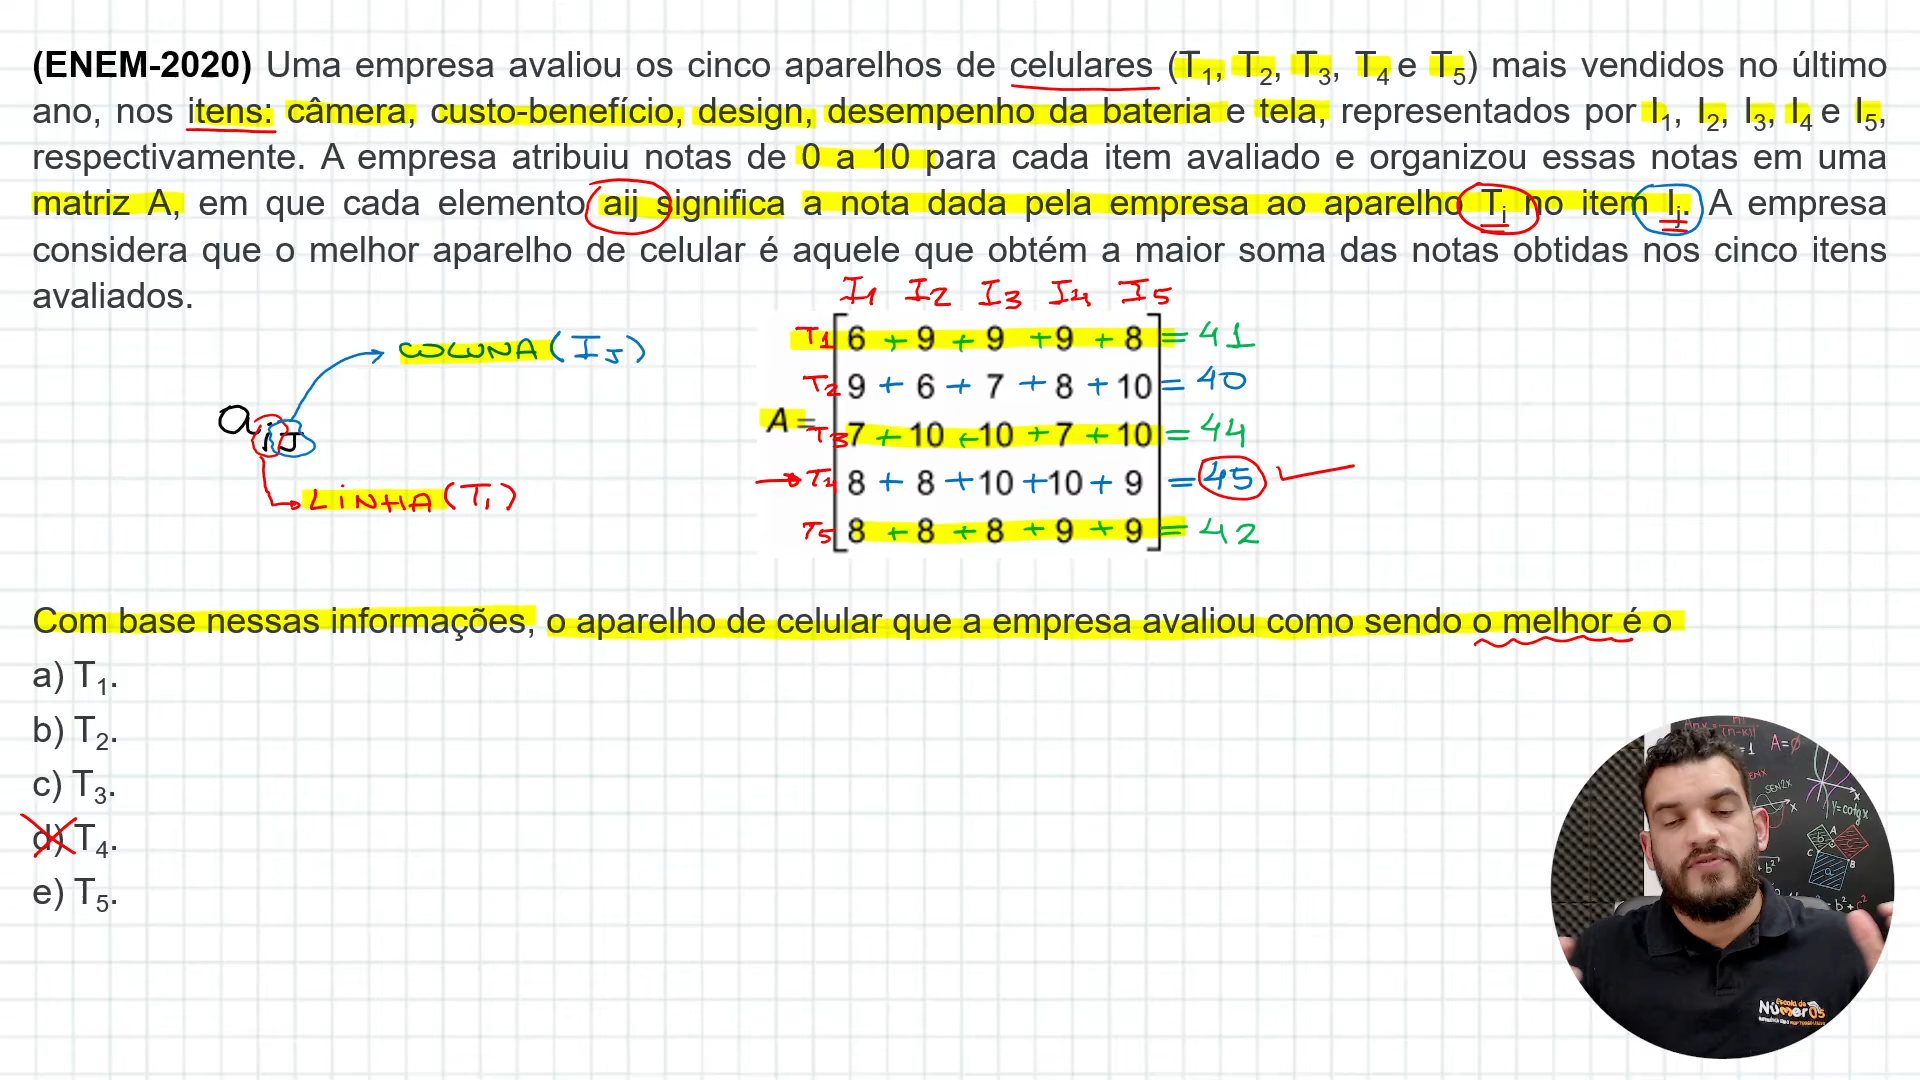 (ENEM-2020) Uma empresa avaliou os cinco aparelhos de celulares (T1, T2, T3, T4 e T5) mais vendidos no último
ano, nos itens: câmera, custo-benefício, design, desempenho da bateria e tela, representados por I1, I2, I3, I4 e I5,
respectivamente. A empresa atribuiu notas de 0 a 10 para cada item avaliado e organizou essas notas em uma
matriz A, em que cada elemento aij significa a nota dada pela empresa ao aparelho Ti no item Ij. A empresa
considera que o melhor aparelho de celular é aquele que obtém a maior soma das notas obtidas nos cinco itens
avaliados.
I1 I2 I3 I4 I5
COLUNA (IJ)
aiJ
LINHA (Ti)
T1 6 + 9 + 9 + 9 + 8 = 41
T2 9 + 6 + 7 + 8 + 10 = 40
A = T3 7 + 10 + 10 + 7 + 10 = 44
T4 8 + 8 + 10 + 10 + 9 = 45
T5 8 + 8 + 8 + 9 + 9 = 42
Com base nessas informações, o aparelho de celular que a empresa avaliou como sendo o melhor é o
a) T1.
b) T2.
c) T3.
d) T4.
e) T5.
A=∅
SEN2X
Y=cotgx
Escola de
NúmerOs